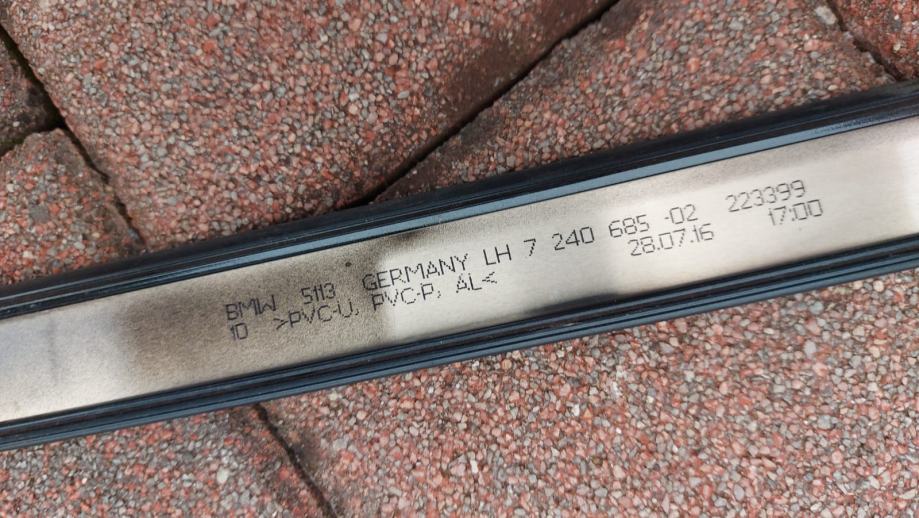 BMW 5113 GERMANY LH 7 240 685 -02 223399
10 >PVC-U, PVC-P, AL< 28.07.16 17:00